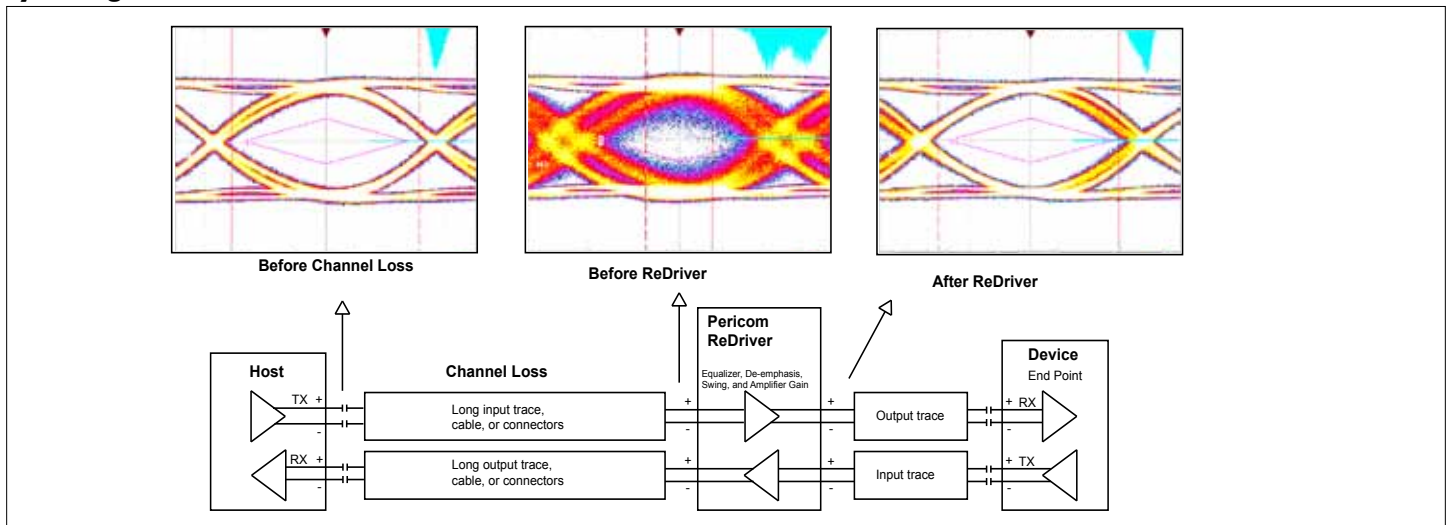 Before Channel Loss
Before ReDriver
After ReDriver
Host
Channel Loss
Pericom
ReDriver
Equalizer, De-emphasis,
Swing, and Amplifier Gain
Device
End Point
TX +
-
Long input trace,
cable, or connectors
+
-
+
-
Output trace
+ RX
-
RX +
-
Long output trace,
cable, or connectors
+
-
+
-
Input trace
+ TX
-